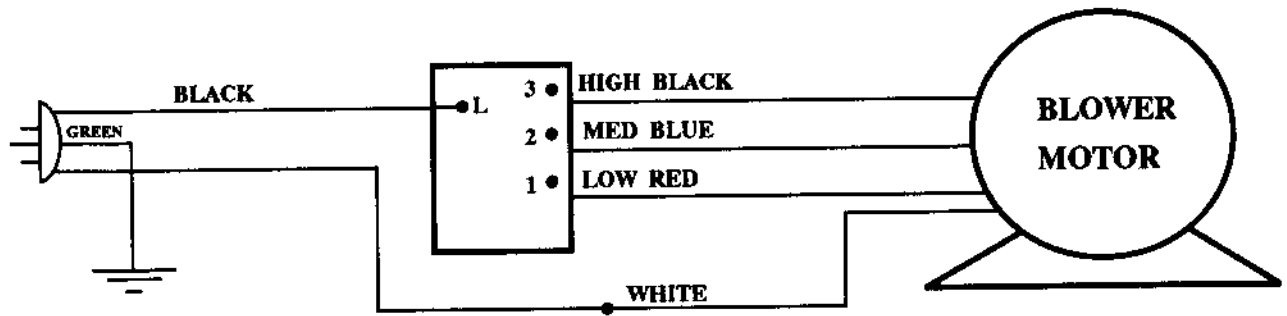 BLACK
GREEN
L
3
HIGH BLACK
2
MED BLUE
1
LOW RED
WHITE
BLOWER
MOTOR